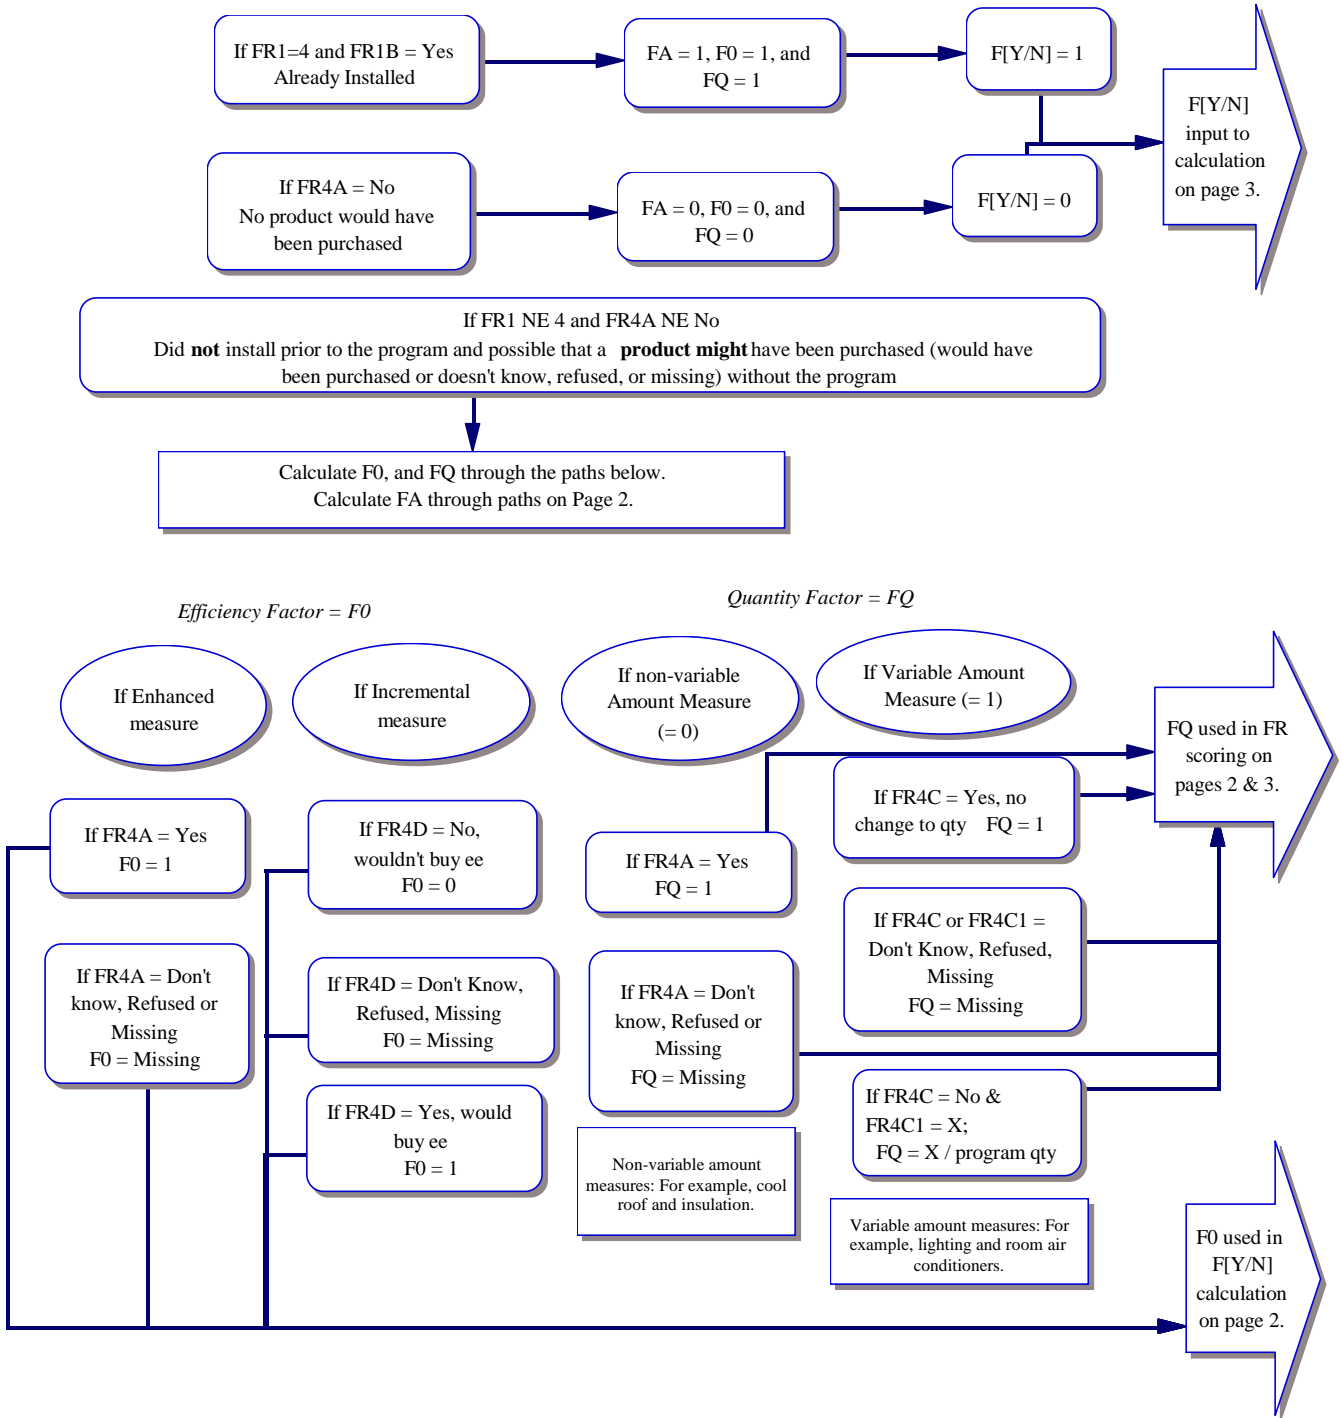 If FR1=4 and FR1B = Yes
Already Installed
FA = 1, F0 = 1, and
FQ = 1
F[Y/N] = 1
F[Y/N]
input to
calculation
on page 3.
If FR4A = No
No product would have
been purchased
FA = 0, F0 = 0, and
FQ = 0
F[Y/N] = 0
If FR1 NE 4 and FR4A NE No
Did not install prior to the program and possible that a product might have been purchased (would have
been purchased or doesn't know, refused, or missing) without the program
Calculate F0, and FQ through the paths below.
Calculate FA through paths on Page 2.
Efficiency Factor = F0
Quantity Factor = FQ
If Enhanced
measure
If Incremental
measure
If non-variable
Amount Measure
(= 0)
If Variable Amount
Measure (= 1)
FQ used in FR
scoring on
pages 2 & 3.
If FR4A = Yes
F0 = 1
If FR4D = No,
wouldn't buy ee
F0 = 0
If FR4A = Yes
FQ = 1
If FR4C = Yes, no
change to qty FQ = 1
If FR4A = Don't
know, Refused or
Missing
F0 = Missing
If FR4D = Don't Know,
Refused, Missing
F0 = Missing
If FR4A = Don't
know, Refused or
Missing
FQ = Missing
If FR4C or FR4C1 =
Don't Know, Refused,
Missing
FQ = Missing
If FR4D = Yes, would
buy ee
F0 = 1
If FR4C = No &
FR4C1 = X;
FQ = X / program qty
Non-variable amount
measures: For example, cool
roof and insulation.
Variable amount measures: For
example, lighting and room air
conditioners.
F0 used in
F[Y/N]
calculation
on page 2.